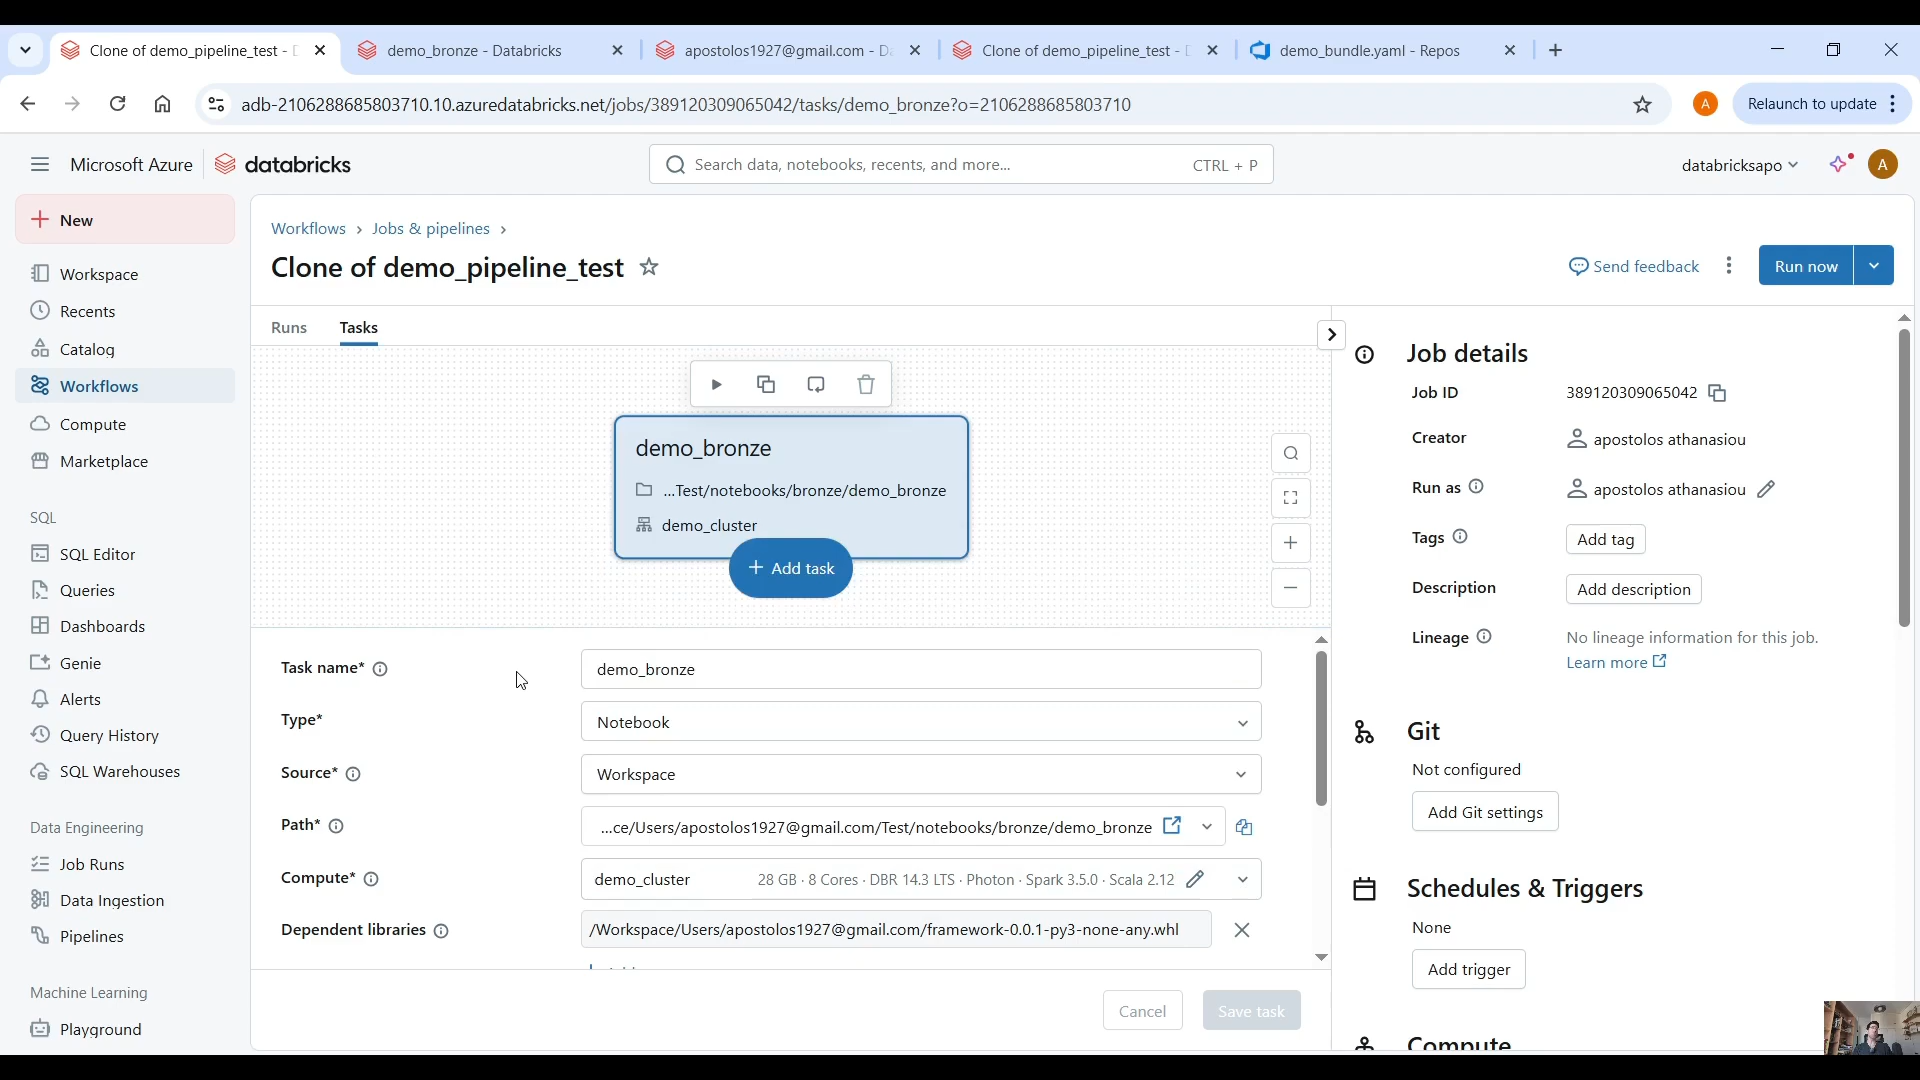 Clone of demo_pipeline_test - D
demo_bronze - Databricks
apostolos1927@gmail.com - Da
Clone of demo_pipeline_test - D
demo_bundle.yaml - Repos
adb-2106288685803710.10.azuredatabricks.net/jobs/389120309065042/tasks/demo_bronze?o=2106288685803710
A
Relaunch to update
Microsoft Azure
databricks
Search data, notebooks, recents, and more...
CTRL + P
databricksapo
A
New
Workspace
Recents
Catalog
Workflows
Compute
Marketplace
SQL
SQL Editor
Queries
Dashboards
Genie
Alerts
Query History
SQL Warehouses
Data Engineering
Job Runs
Data Ingestion
Pipelines
Machine Learning
Playground
Workflows › Jobs & pipelines ›
Clone of demo_pipeline_test
Send feedback
Run now
Runs
Tasks
demo_bronze
...Test/notebooks/bronze/demo_bronze
demo_cluster
+ Add task
Task name*
demo_bronze
Type*
Notebook
Source*
Workspace
Path*
...ce/Users/apostolos1927@gmail.com/Test/notebooks/bronze/demo_bronze
Compute*
demo_cluster
28 GB · 8 Cores · DBR 14.3 LTS · Photon · Spark 3.5.0 · Scala 2.12
Dependent libraries
/Workspace/Users/apostolos1927@gmail.com/framework-0.0.1-py3-none-any.whl
Cancel
Save task
Job details
Job ID
389120309065042
Creator
apostolos athanasiou
Run as
apostolos athanasiou
Tags
Add tag
Description
Add description
Lineage
No lineage information for this job.
Learn more
Git
Not configured
Add Git settings
Schedules & Triggers
None
Add trigger
Compute